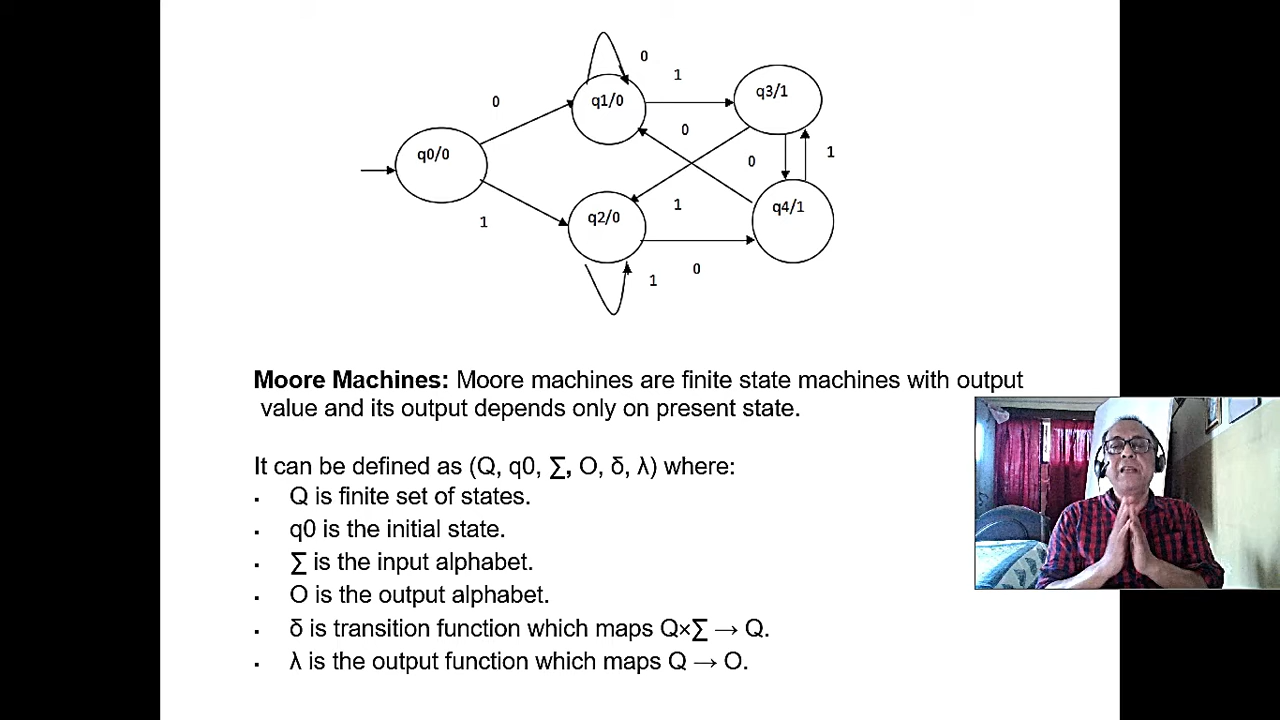 0
1
q1/0
q3/1
0
0
q0/0
0
1
q4/1
1
q2/0
1
0
1
Moore Machines: Moore machines are finite state machines with output
value and its output depends only on present state.
It can be defined as (Q, q0, ∑, O, δ, λ) where:
▪ Q is finite set of states.
▪ q0 is the initial state.
▪ ∑ is the input alphabet.
▪ O is the output alphabet.
▪ δ is transition function which maps Q×∑ → Q.
▪ λ is the output function which maps Q → O.